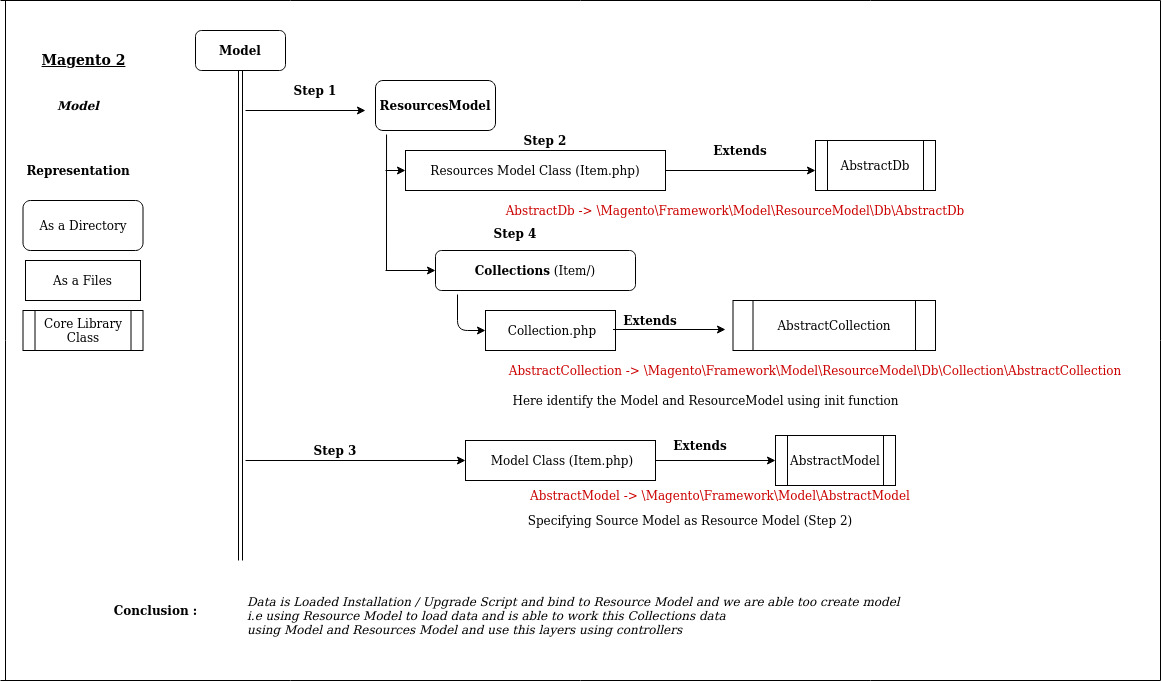 Magento 2
Model
Representation
As a Directory
As a Files
Core Library
Class
Model
Step 1
ResourcesModel
Step 2
Resources Model Class (Item.php)
Extends
AbstractDb
AbstractDb -> \Magento\Framework\Model\ResourceModel\Db\AbstractDb
Step 4
Collections (Item/)
Collection.php
Extends
AbstractCollection
AbstractCollection -> \Magento\Framework\Model\ResourceModel\Db\Collection\AbstractCollection
Here identify the Model and ResourceModel using init function
Step 3
Model Class (Item.php)
Extends
AbstractModel
AbstractModel -> \Magento\Framework\Model\AbstractModel
Specifying Source Model as Resource Model (Step 2)
Conclusion :
Data is Loaded Installation / Upgrade Script and bind to Resource Model and we are able too create model
i.e using Resource Model to load data and is able to work this Collections data
using Model and Resources Model and use this layers using controllers